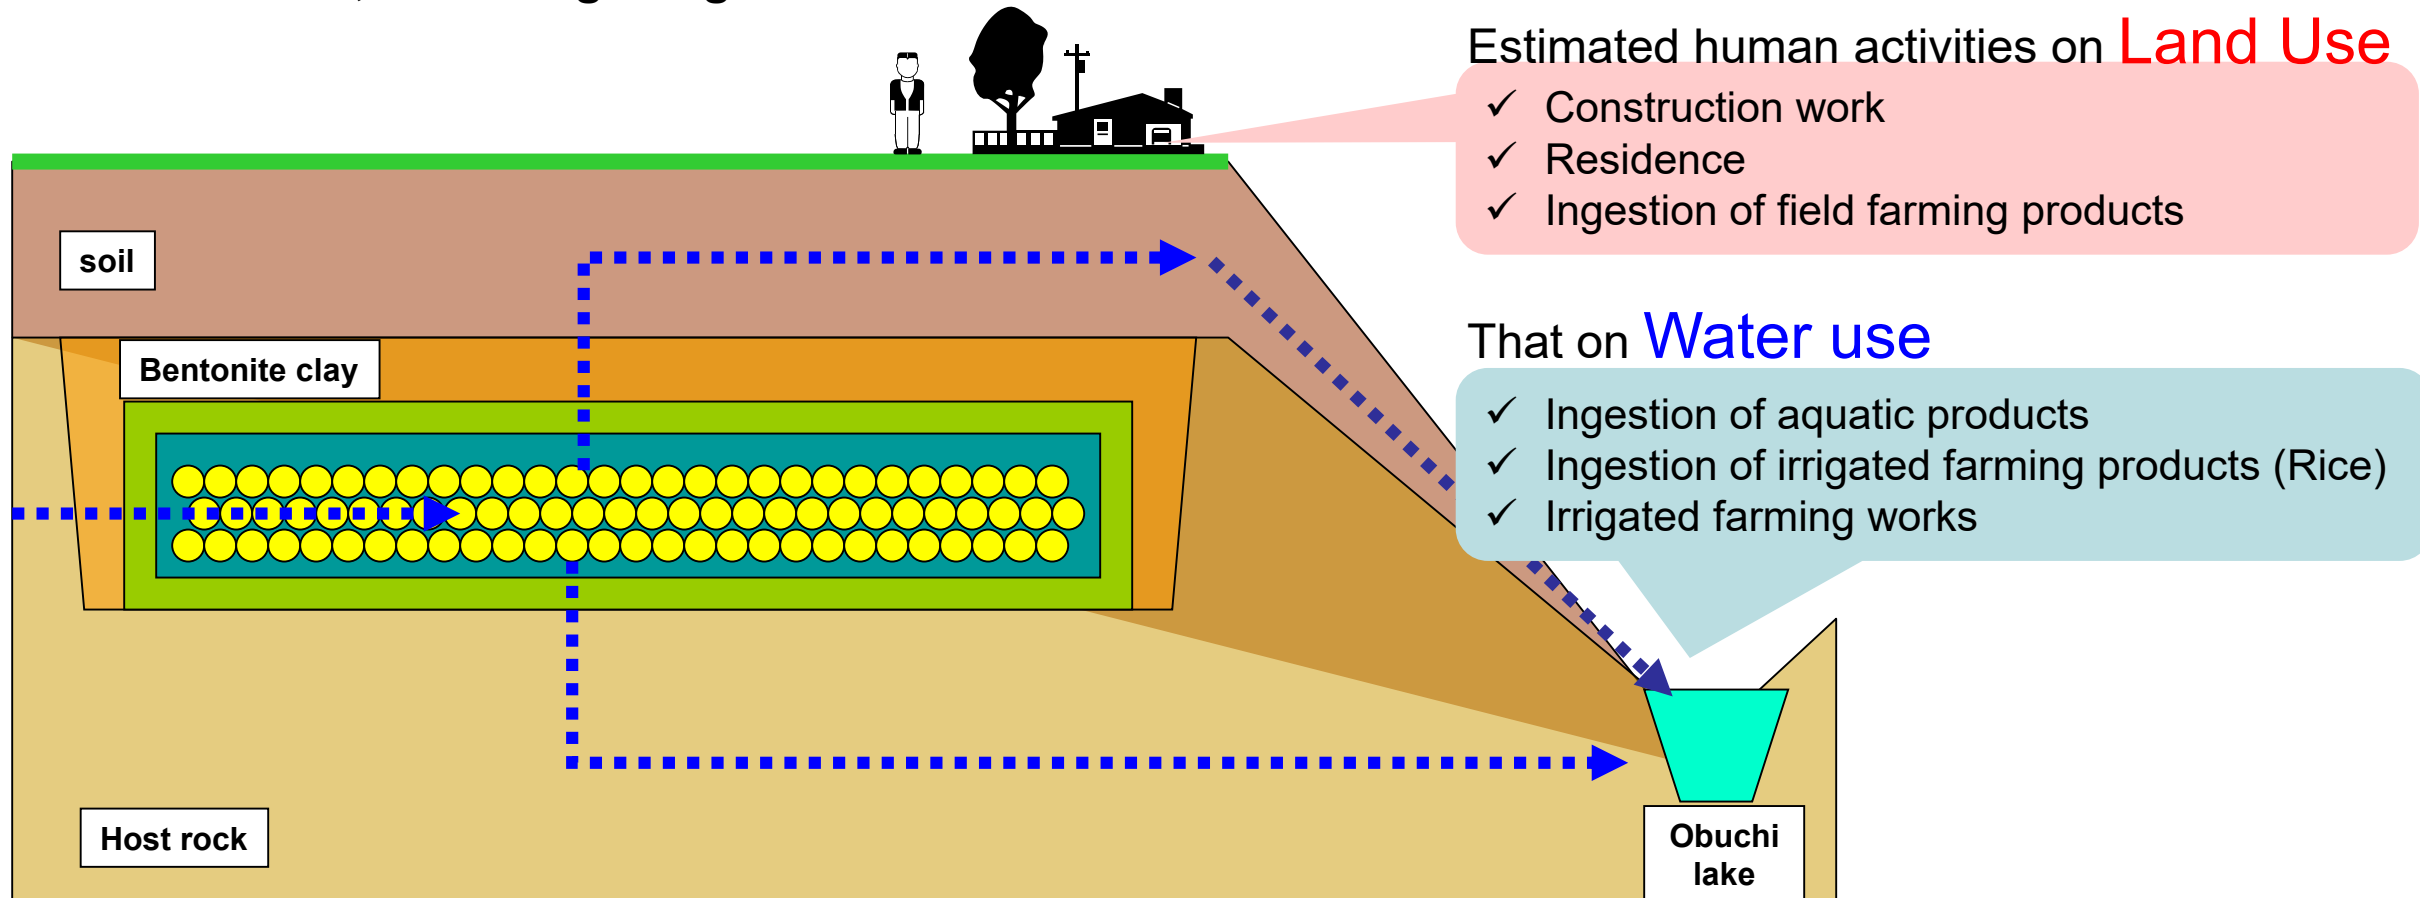 Estimated human activities on Land Use
✓ Construction work
✓ Residence
✓ Ingestion of field farming products
soil
That on Water use
Bentonite clay
✓ Ingestion of aquatic products
✓ Ingestion of irrigated farming products (Rice)
✓ Irrigated farming works
Host rock
Obuchi
lake